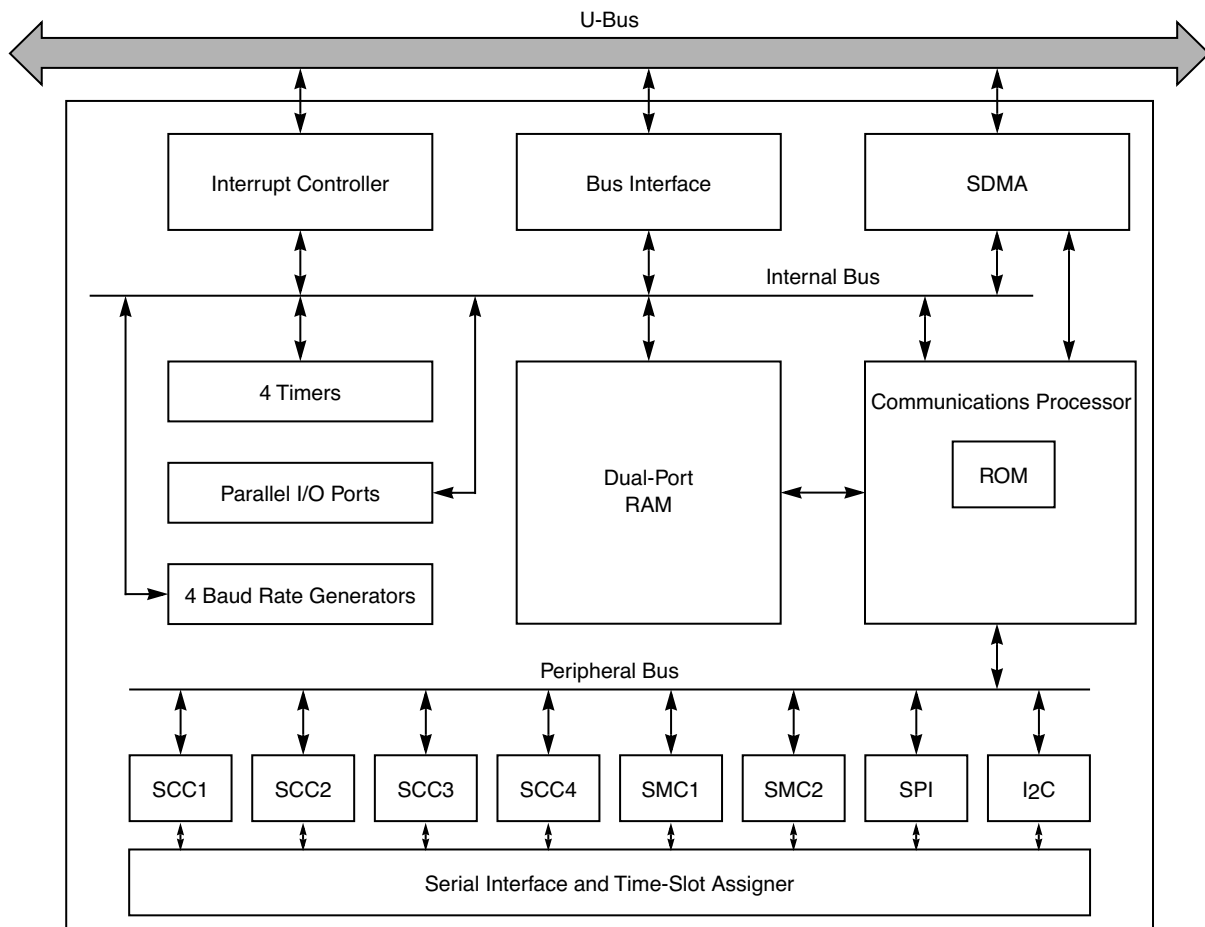 U-Bus
Interrupt Controller
Bus Interface
SDMA
Internal Bus
4 Timers
Parallel I/O Ports
4 Baud Rate Generators
Dual-Port
RAM
Communications Processor
ROM
Peripheral Bus
SCC1
SCC2
SCC3
SCC4
SMC1
SMC2
SPI
I2C
Serial Interface and Time-Slot Assigner